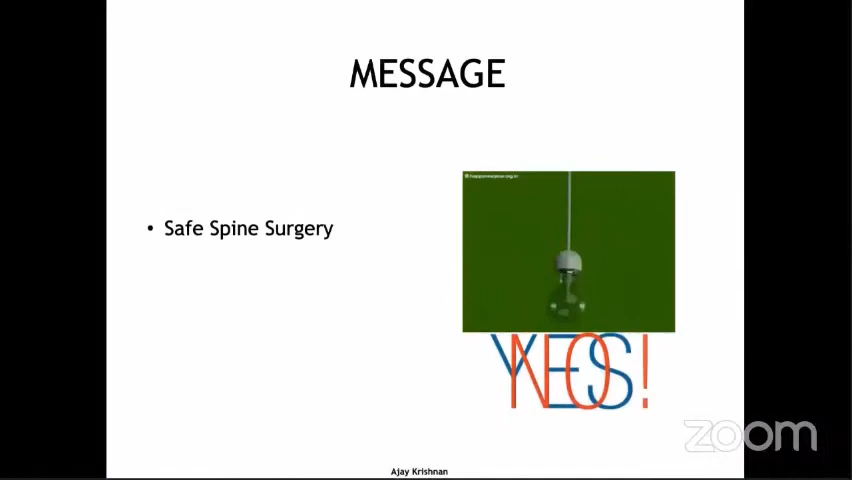 MESSAGE
• Safe Spine Surgery
YES!
NO!
zoom
Ajay Krishnan